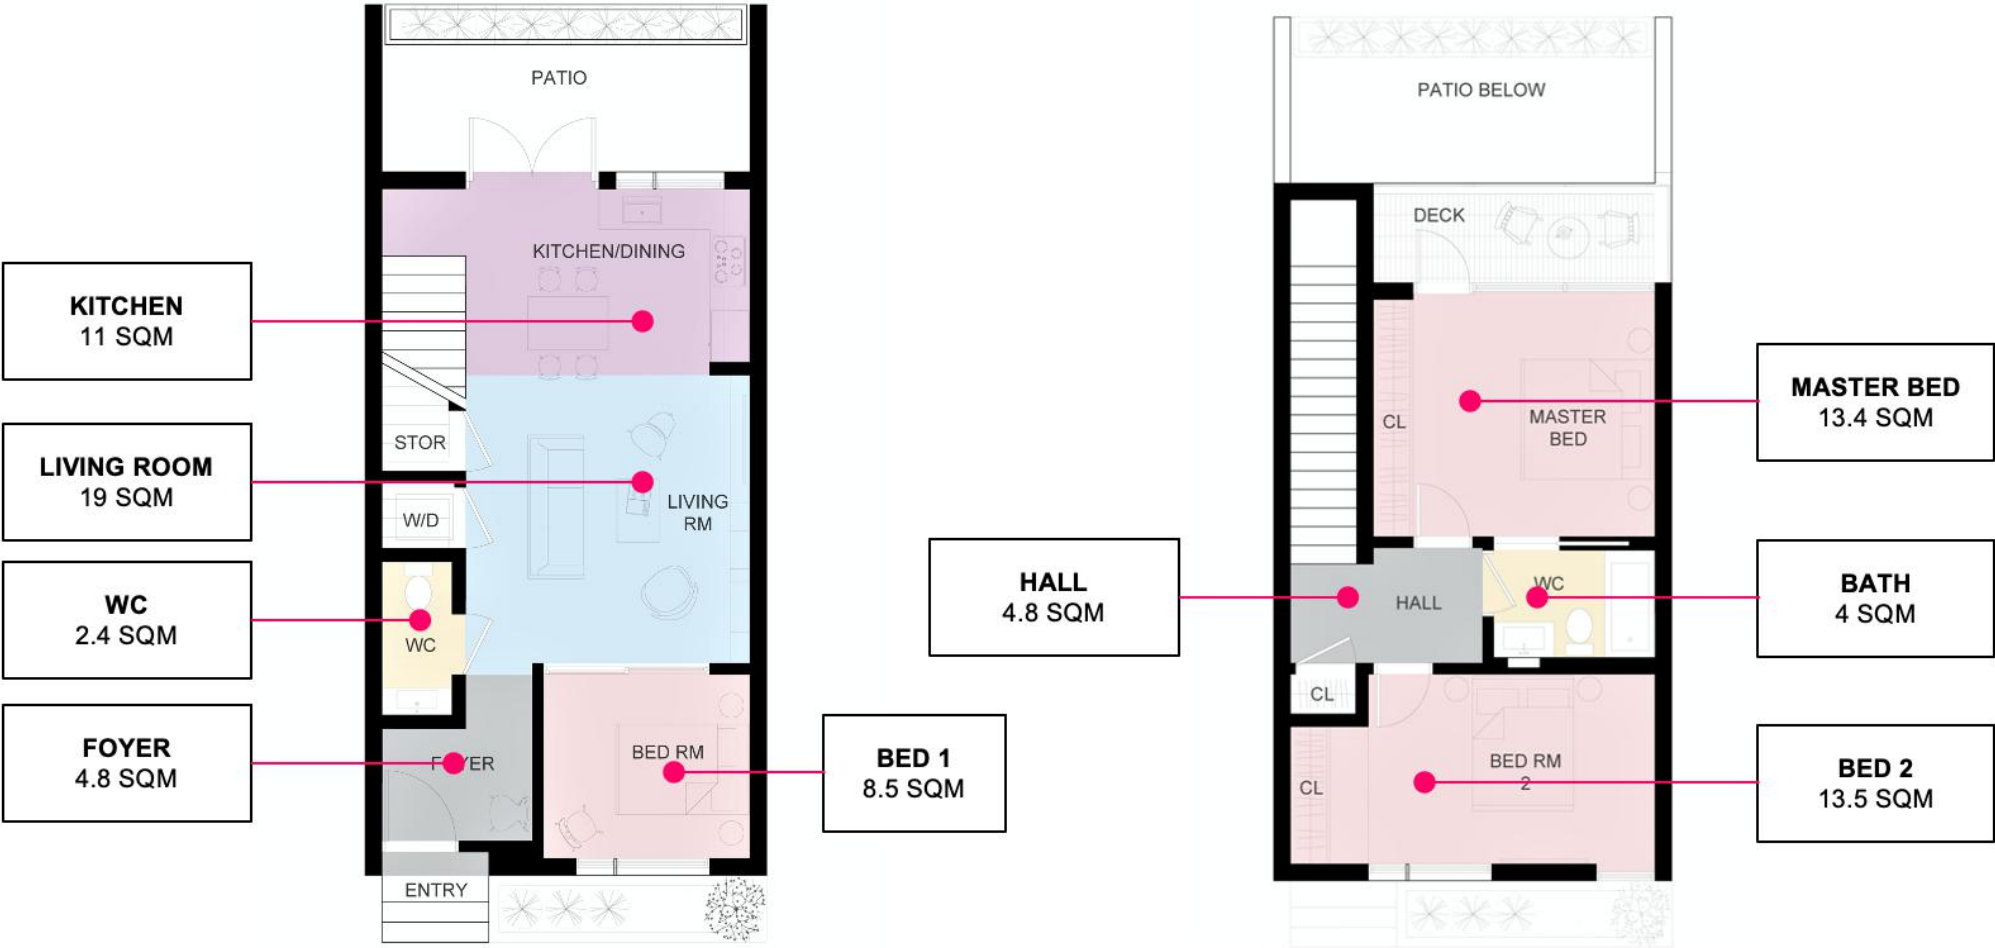 PATIO
KITCHEN/DINING
KITCHEN
11 SQM
STOR
LIVING ROOM
19 SQM
LIVING
RM
W/D
WC
2.4 SQM
WC
FOYER
4.8 SQM
FOYER
BED RM
BED 1
8.5 SQM
ENTRY
PATIO BELOW
DECK
MASTER BED
13.4 SQM
CL
MASTER
BED
HALL
4.8 SQM
HALL
WC
BATH
4 SQM
CL
BED RM
2
CL
BED 2
13.5 SQM